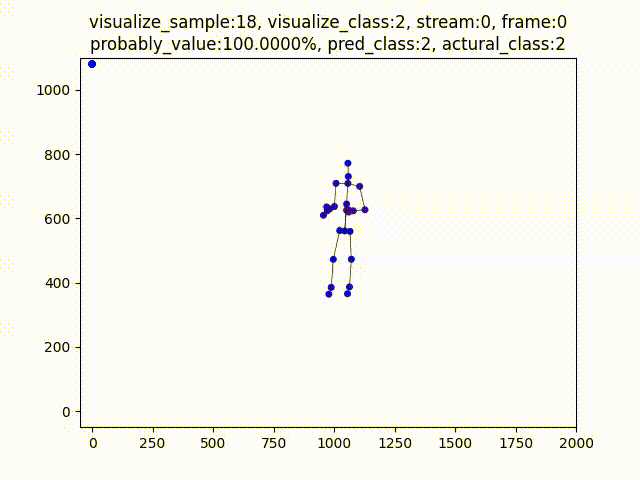 visualize_sample:18, visualize_class:2, stream:0, frame:0
probably_value:100.0000%, pred_class:2, actural_class:2
1000
800
600
400
200
0
0 250 500 750 1000 1250 1500 1750 2000